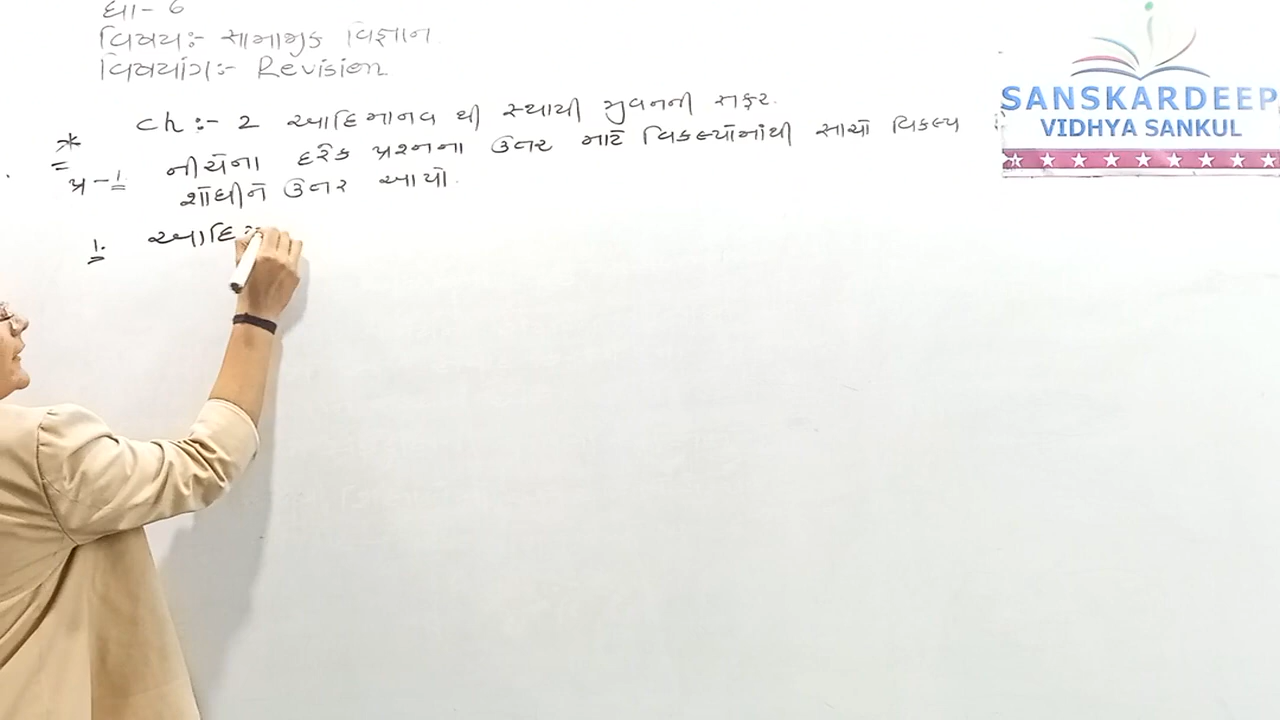 ધો- 6
વિષય:- સામાજીક વિજ્ઞાન
વિષયાંગ:- Revision
Ch:- 2 આદિમાનવ થી સ્થાયી જીવનની સફર.
*
પ્ર-1 નીચેના દરેક પ્રશ્નના ઉત્તર માટે વિકલ્પોમાંથી સાચો વિકલ્પ
શોધીને ઉત્તર આપો.
1. આદિ
SANSKARDEEP
VIDHYA SANKUL